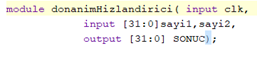 module donanimHizlandirici( input clk,
input [31:0]sayi1,sayi2,
output [31:0] SONUC);